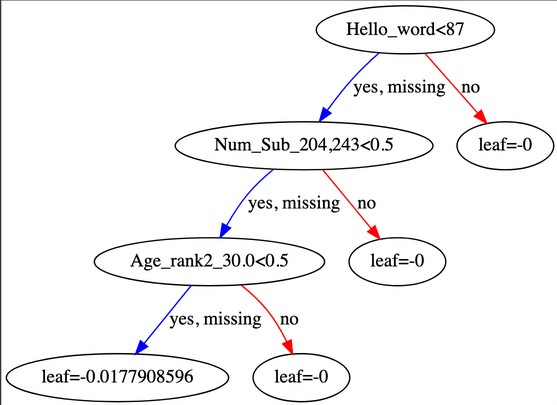 Hello_word<87
yes, missing
no
Num_Sub_204,243<0.5
leaf=-0
yes, missing
no
Age_rank2_30.0<0.5
leaf=-0
yes, missing
no
leaf=-0.0177908596
leaf=-0